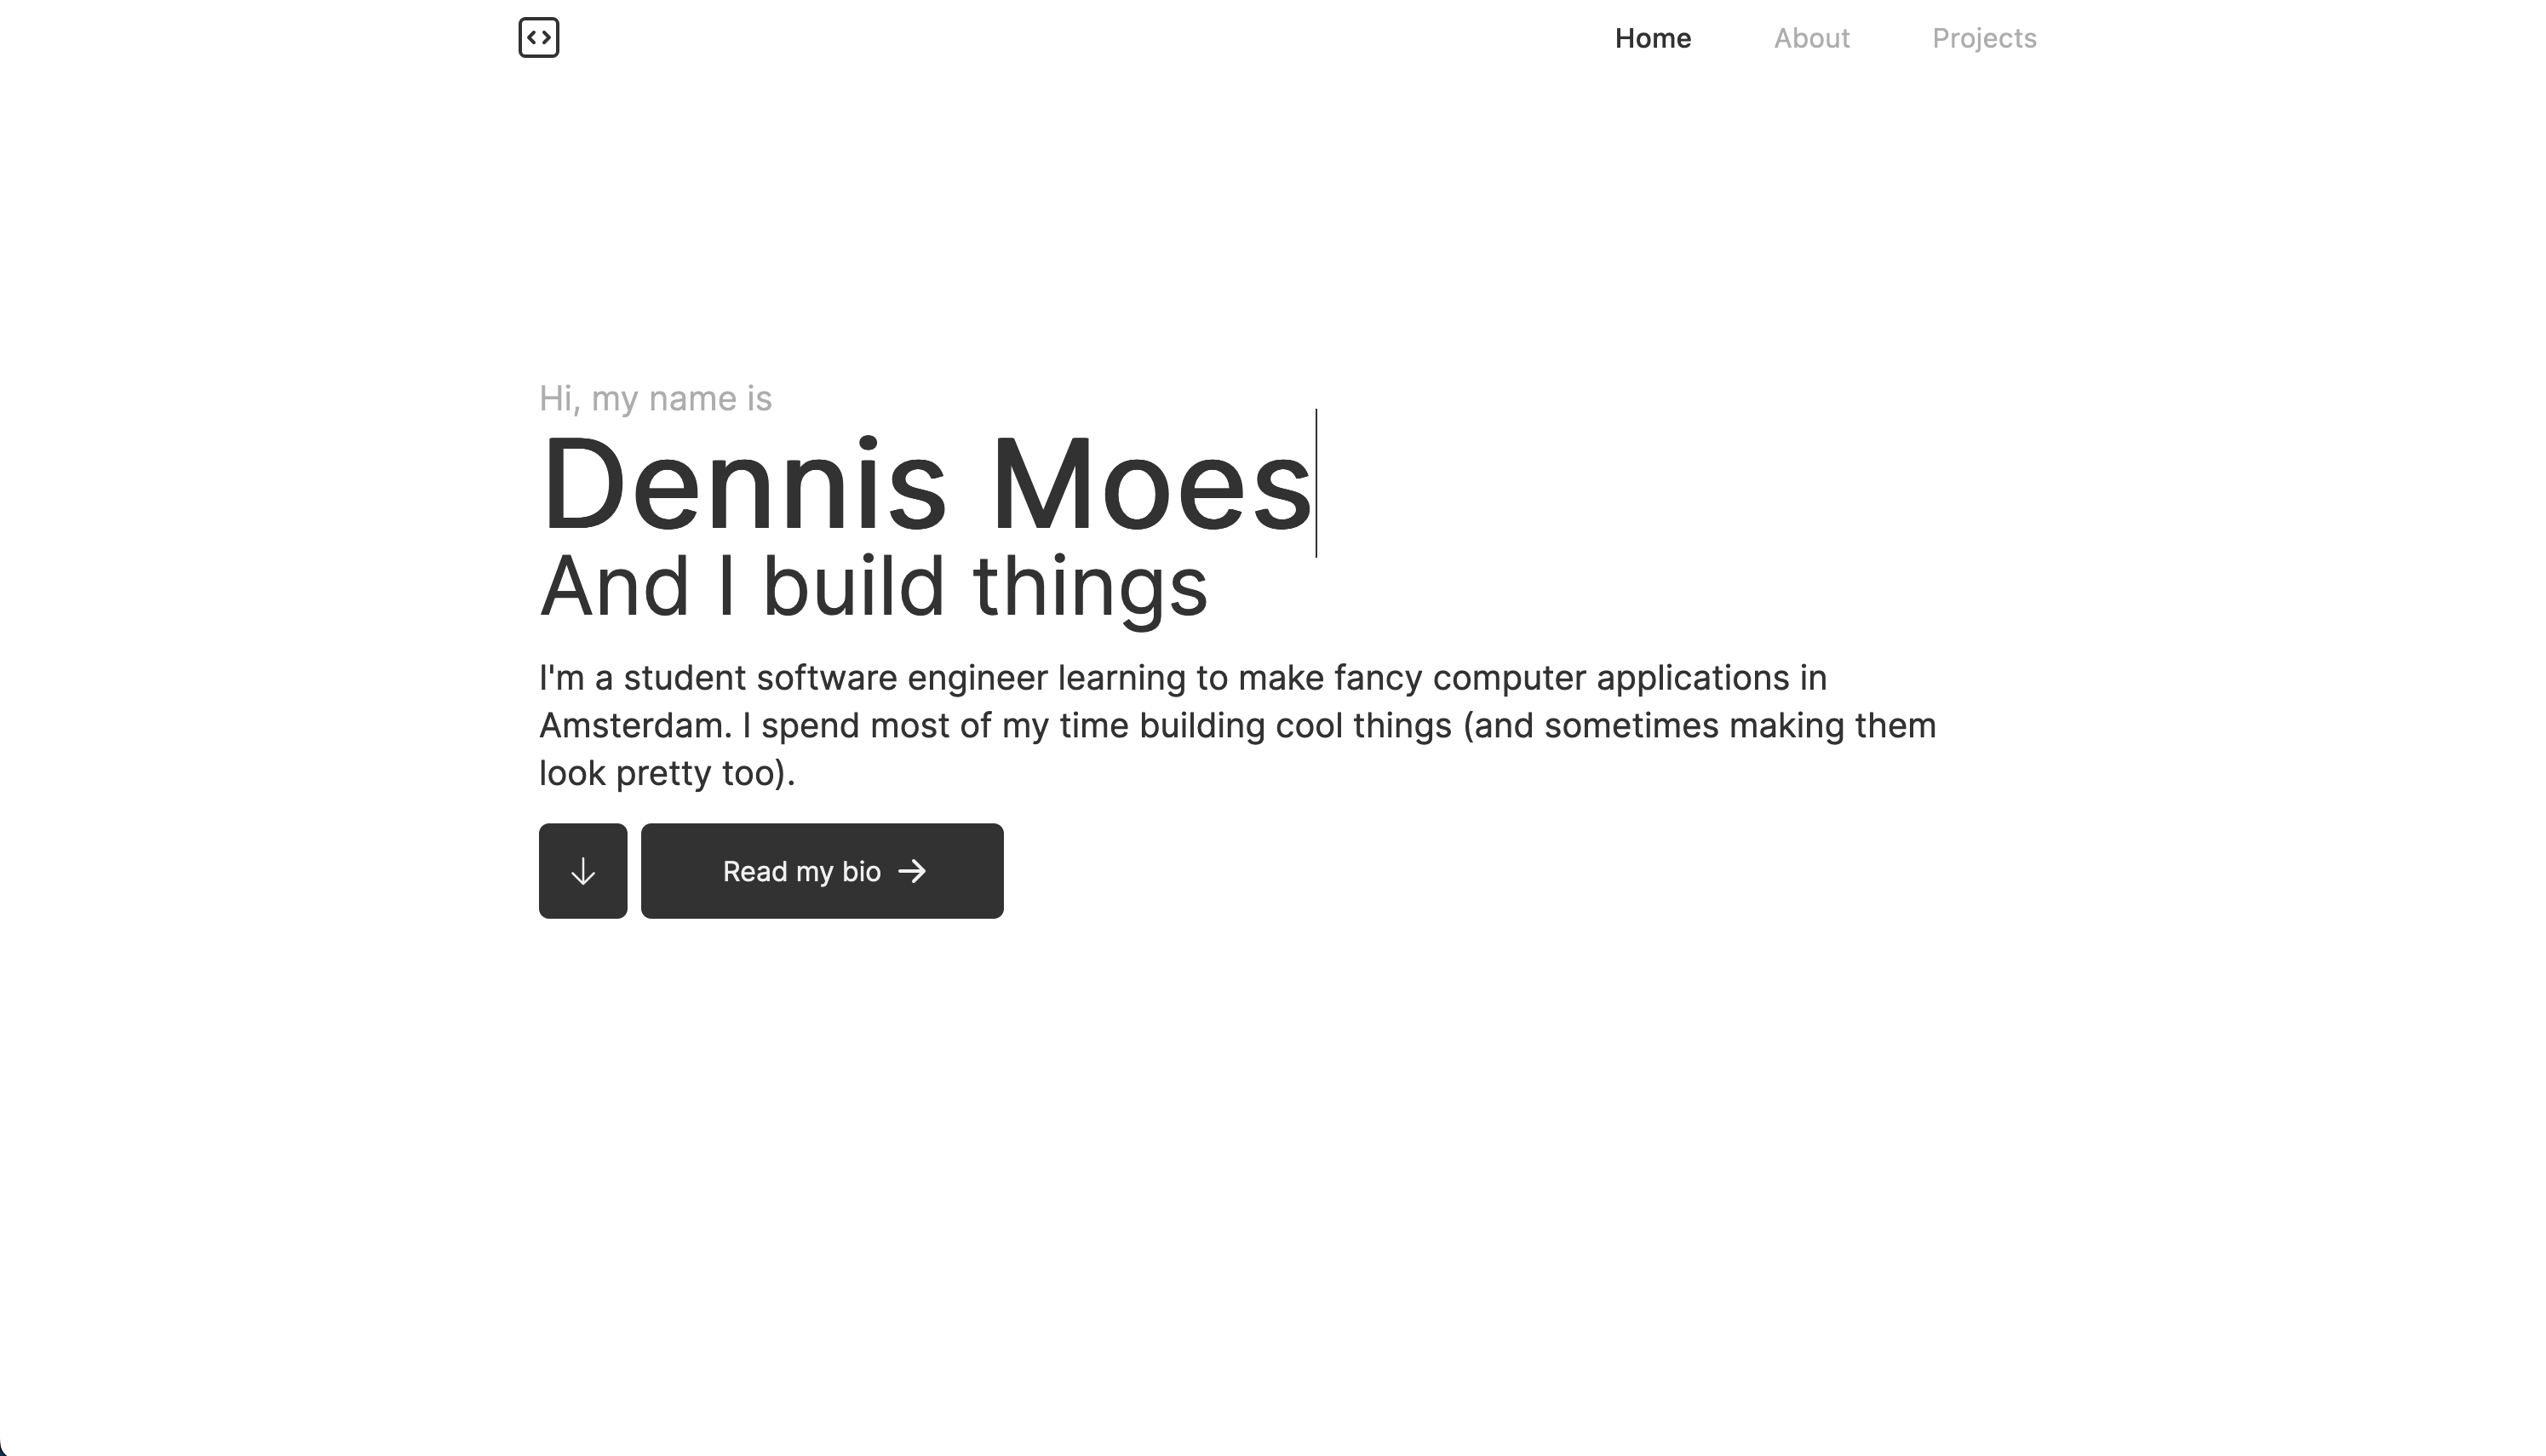 Home About Projects
Hi, my name is
Dennis Moes
And I build things
I'm a student software engineer learning to make fancy computer applications in
Amsterdam. I spend most of my time building cool things (and sometimes making them
look pretty too).
Read my bio